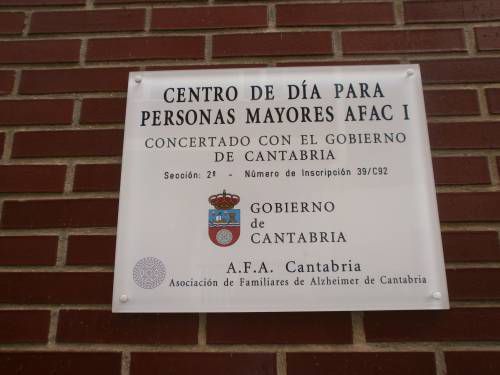 CENTRO DE DÍA PARA
PERSONAS MAYORES AFAC I
CONCERTADO CON EL GOBIERNO
DE CANTABRIA
Sección: 2ª - Número de Inscripción 39/C92
GOBIERNO
de
CANTABRIA
A.F.A. Cantabria
Asociación de Familiares de Alzheimer de Cantabria